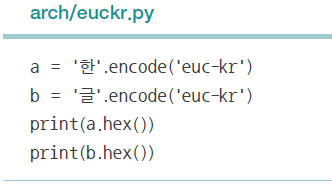 arch/euckr.py
a = '한'.encode('euc-kr')
b = '글'.encode('euc-kr')
print(a.hex())
print(b.hex())